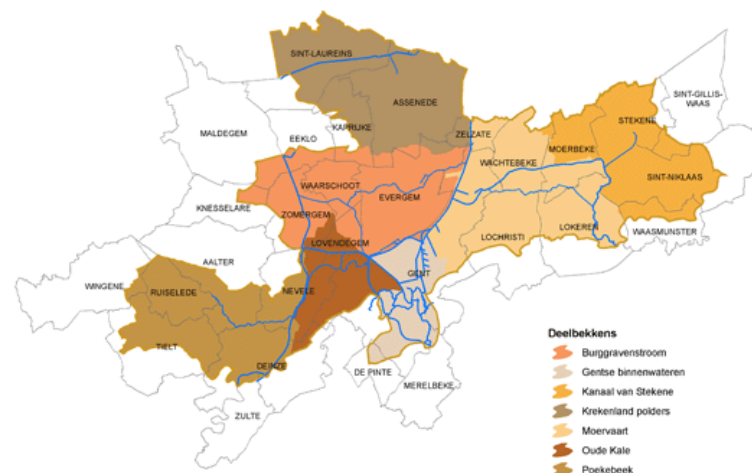 SINT-LAUREINS
ASSENEDE
SINT-GILLIS-
WAAS
MALDEGEM
EEKLO
KAPRIJKE
ZELZATE
STEKENE
MOERBEKE
WACHTEBEKE
WAARSCHOOT
EVERGEM
SINT-NIKLAAS
KNESSELARE
ZOMERGEM
LOVENDEGEM
LOCHRISTI
LOKEREN
WAASMUNSTER
AALTER
GENT
WINGENE
RUISELEDE
NEVELE
TIELT
DEINZE
DE PINTE
MERELBEKE
ZULTE
Deelbekkens
Burggravenstroom
Gentse binnenwateren
Kanaal van Stekene
Krekenland polders
Moervaart
Oude Kale
Poekebeek